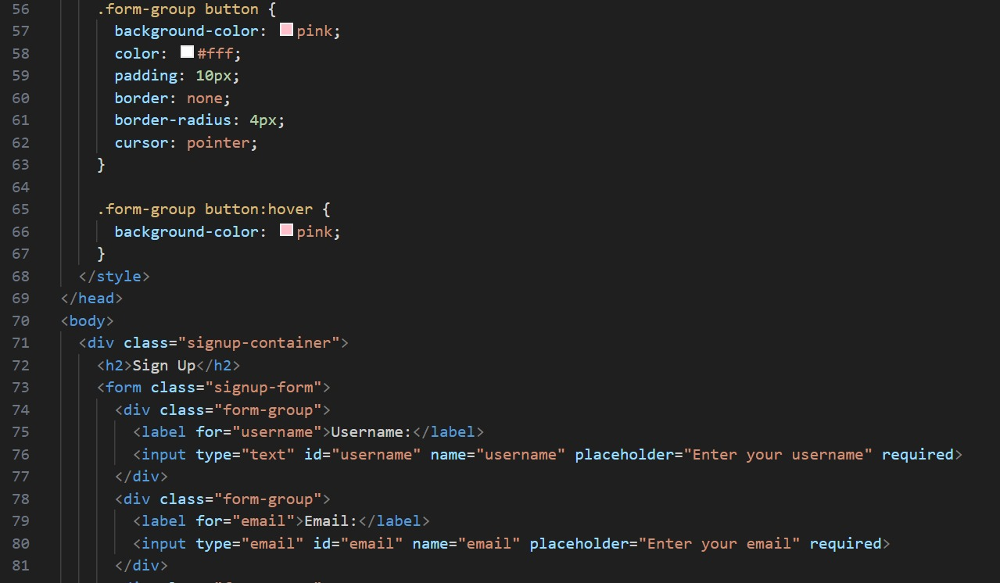 56 .form-group button {
57 background-color: pink;
58 color: #fff;
59 padding: 10px;
60 border: none;
61 border-radius: 4px;
62 cursor: pointer;
63 }
64
65 .form-group button:hover {
66 background-color: pink;
67 }
68 </style>
69 </head>
70 <body>
71 <div class="signup-container">
72 <h2>Sign Up</h2>
73 <form class="signup-form">
74 <div class="form-group">
75 <label for="username">Username:</label>
76 <input type="text" id="username" name="username" placeholder="Enter your username" required>
77 </div>
78 <div class="form-group">
79 <label for="email">Email:</label>
80 <input type="email" id="email" name="email" placeholder="Enter your email" required>
81 </div>